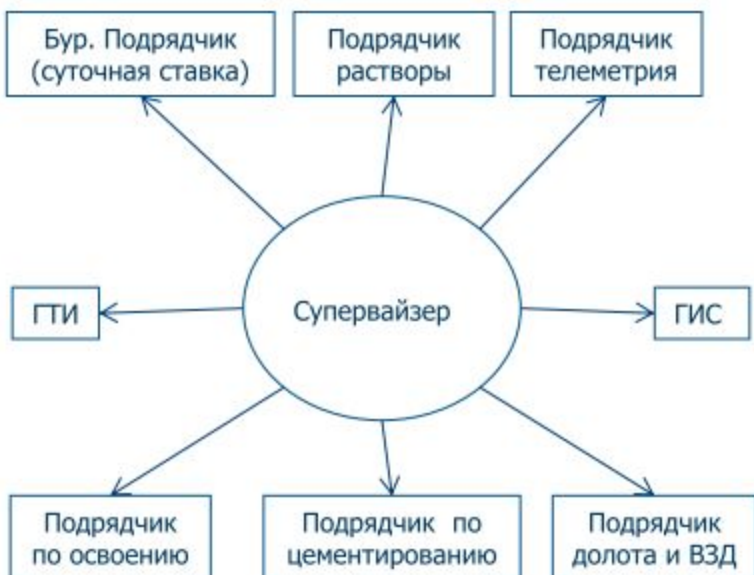 Бур. Подрядчик
(суточная ставка)
Подрядчик
растворы
Подрядчик
телеметрия
ГТИ
Супервайзер
ГИС
Подрядчик
по освоению
Подрядчик по
цементированию
Подрядчик
долота и ВЗД